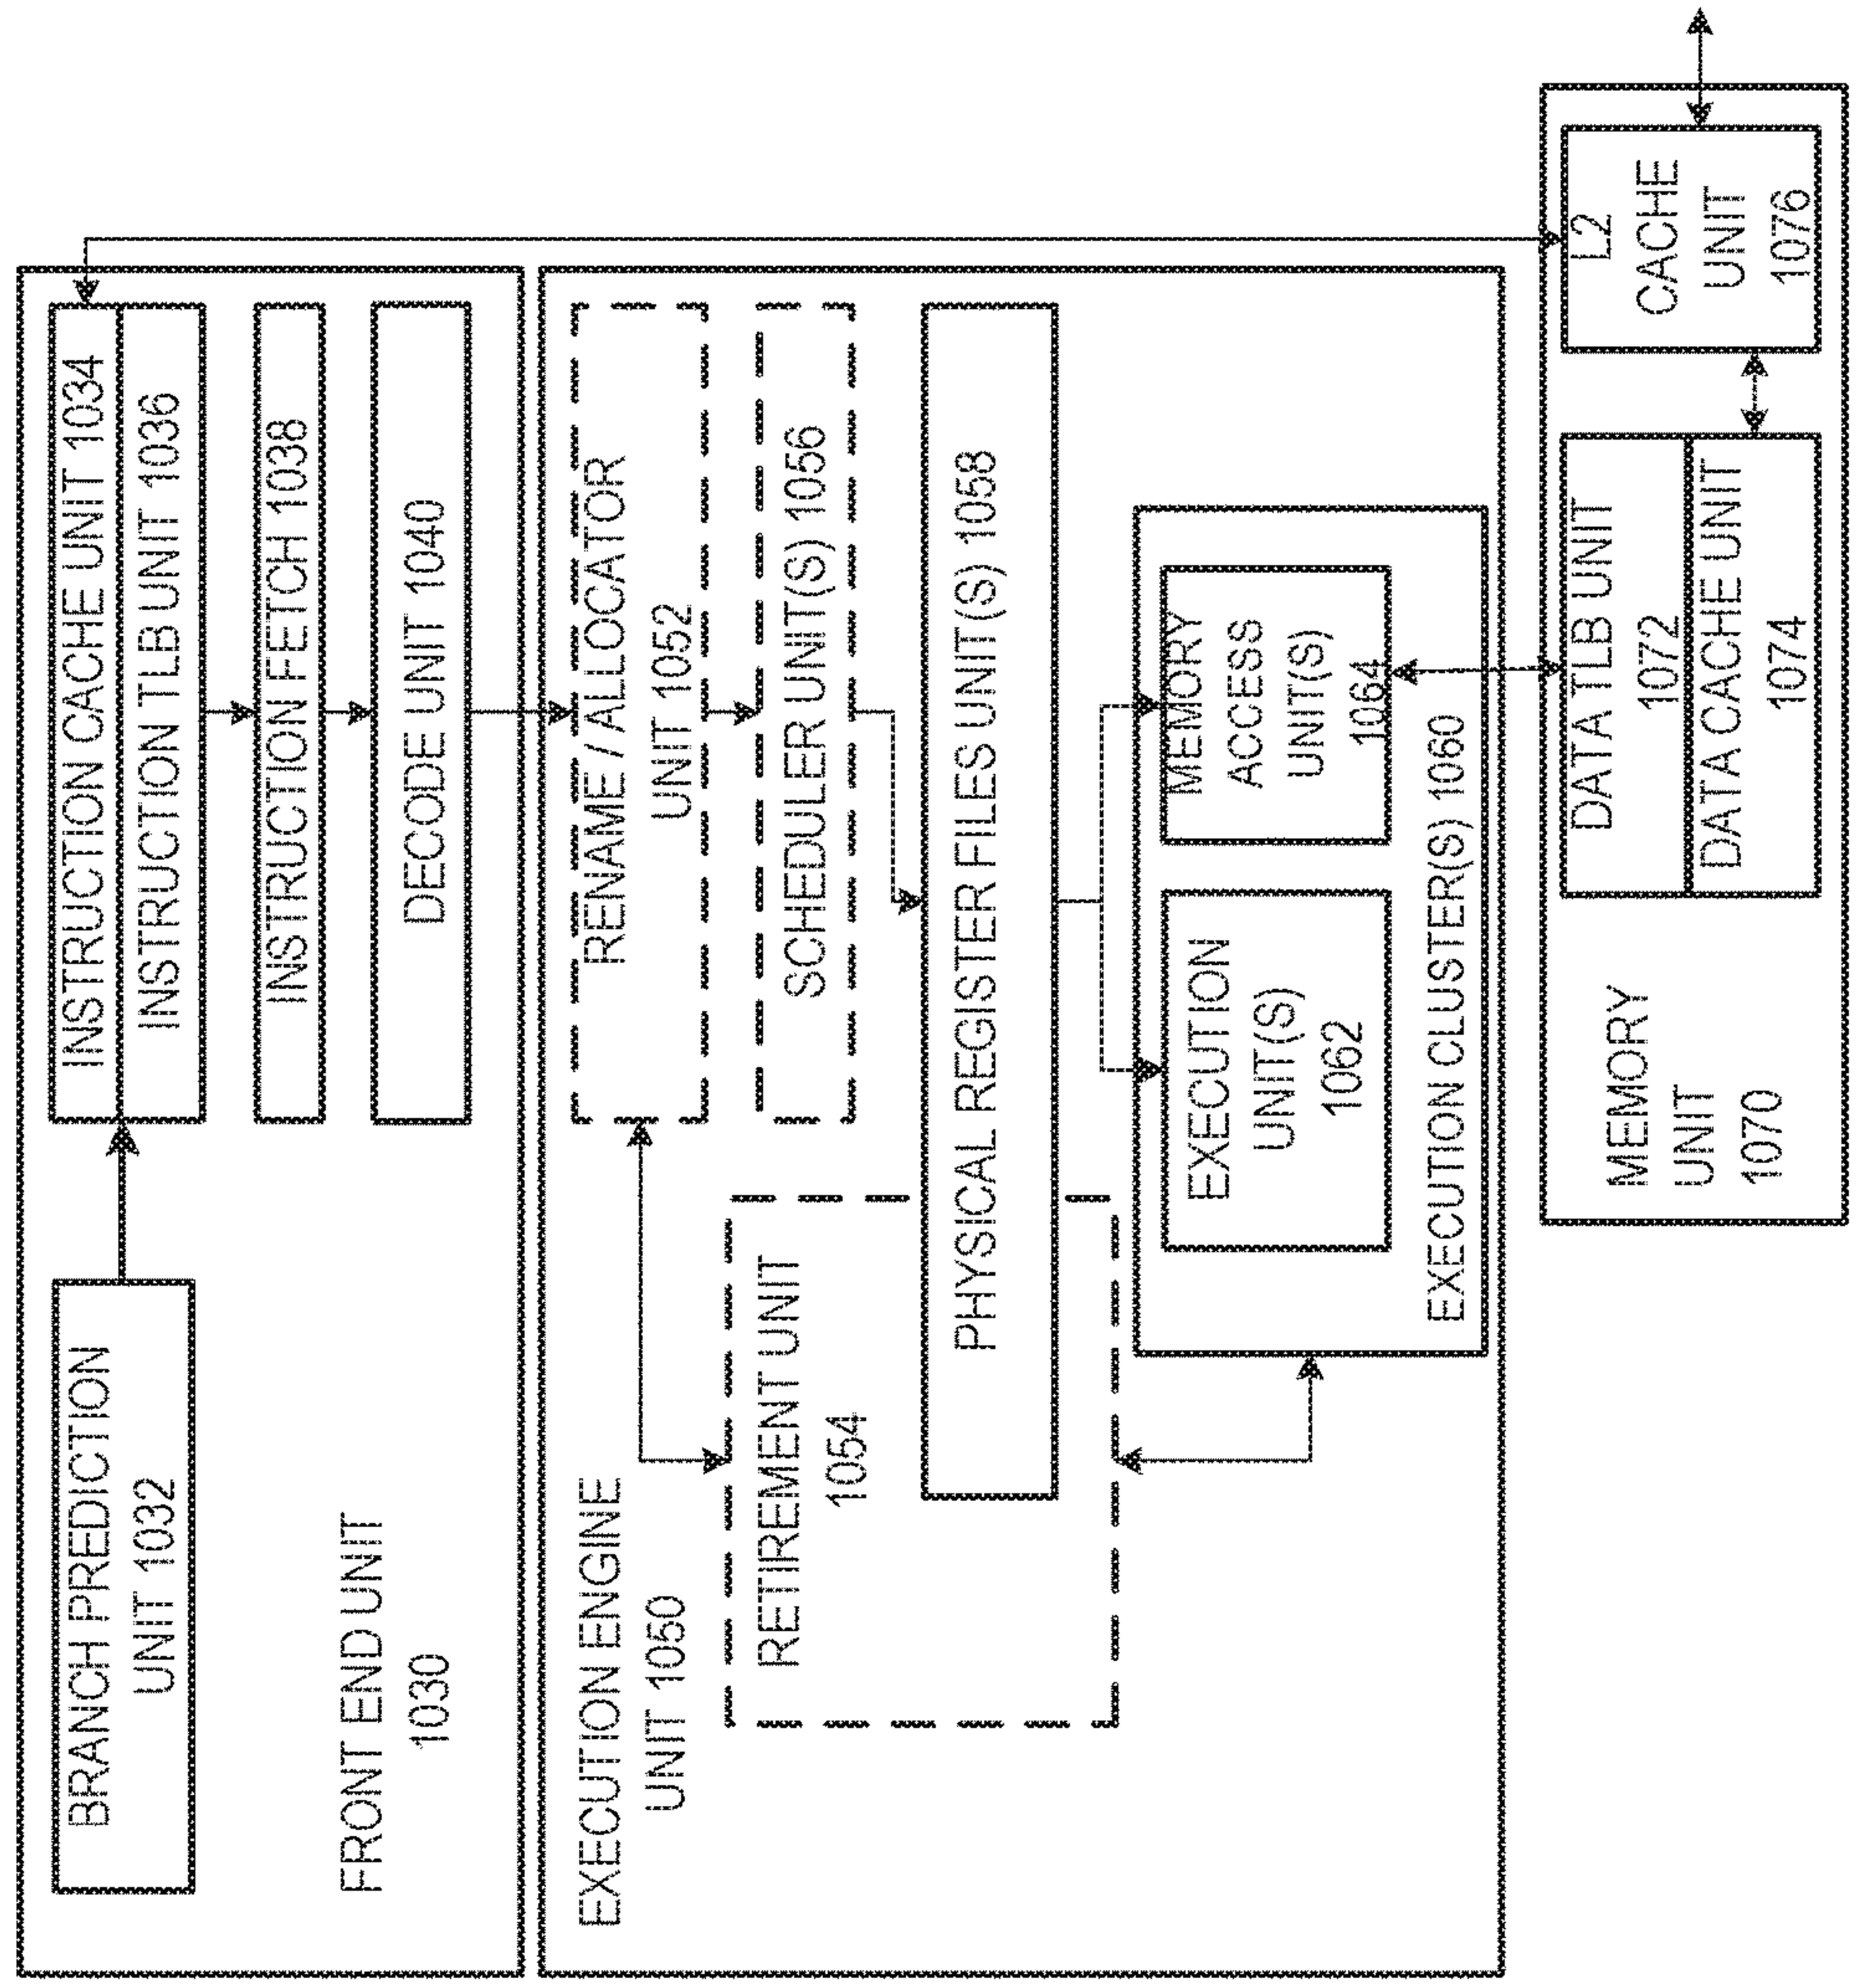 BRANCH PREDICTION
UNIT 1032
INSTRUCTION CACHE UNIT 1034
INSTRUCTION TLB UNIT 1036
INSTRUCTION FETCH 1038
DECODE UNIT 1040
FRONT END UNIT
1030
EXECUTION ENGINE
UNIT 1050
RENAME / ALLOCATOR
UNIT 1052
RETIREMENT UNIT
1054
SCHEDULER UNIT(S) 1056
PHYSICAL REGISTER FILES UNIT(S) 1058
EXECUTION
UNIT(S)
1062
MEMORY
ACCESS
UNIT(S)
1064
EXECUTION CLUSTER(S) 1060
MEMORY
UNIT
1070
DATA TLB UNIT
1072
DATA CACHE UNIT
1074
L2
CACHE
UNIT
1076